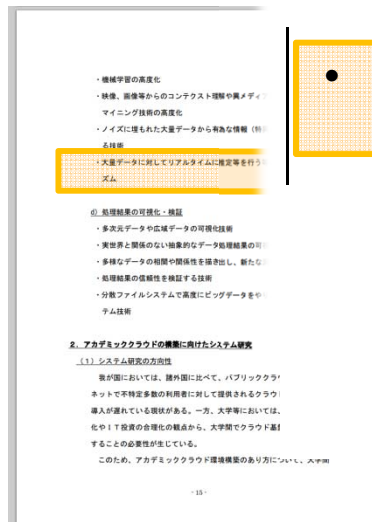 ・機械学習の高度化
・映像、画像等からのコンテクスト理解や異メディア
マイニング技術の高度化
・ノイズに埋もれた大量データから有為な情報（特
る技術
・大量データに対してリアルタイムに推定等を行う
ズム
d) 処理結果の可視化・検証
・多次元データや広域データの可視化技術
・実世界と関係のない抽象的なデータ処理結果の可
・多様なデータの相関や関係性を描き出し、新たな
・処理結果の信頼性を検証する技術
・分散ファイルシステムで高度にビッグデータをや
テム技術
2．アカデミッククラウドの構築に向けたシステム研究
（1）システム研究の方向性
我が国においては、諸外国に比べて、パブリッククラ
ネットで不特定多数の利用者に対して提供されるクラウ
導入が遅れている現状がある。一方、大学等においては、
化やＩＴ投資の合理化の観点から、大学間でクラウド基
することの必要性が生じている。
このため、アカデミッククラウド環境構築のあり方について、大学間
- 15 -